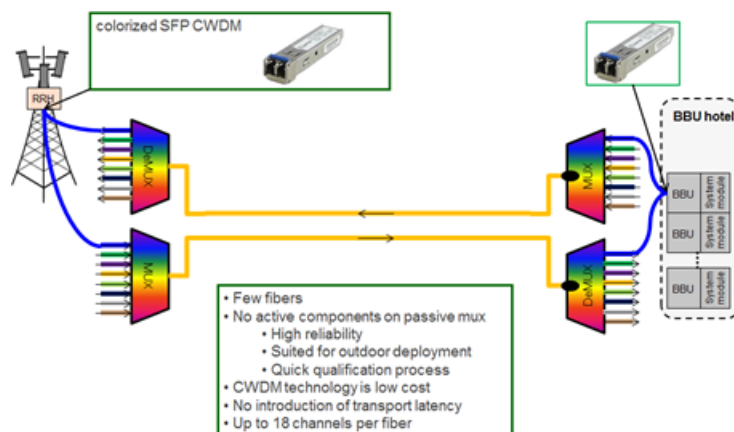 colorized SFP CWDM
RRH
DeMUX
MUX
BBU hotel
BBU
System module
BBU
System module
BBU
System module
MUX
DeMUX
• Few fibers
• No active components on passive mux
• High reliability
• Suited for outdoor deployment
• Quick qualification process
• CWDM technology is low cost
• No introduction of transport latency
• Up to 18 channels per fiber